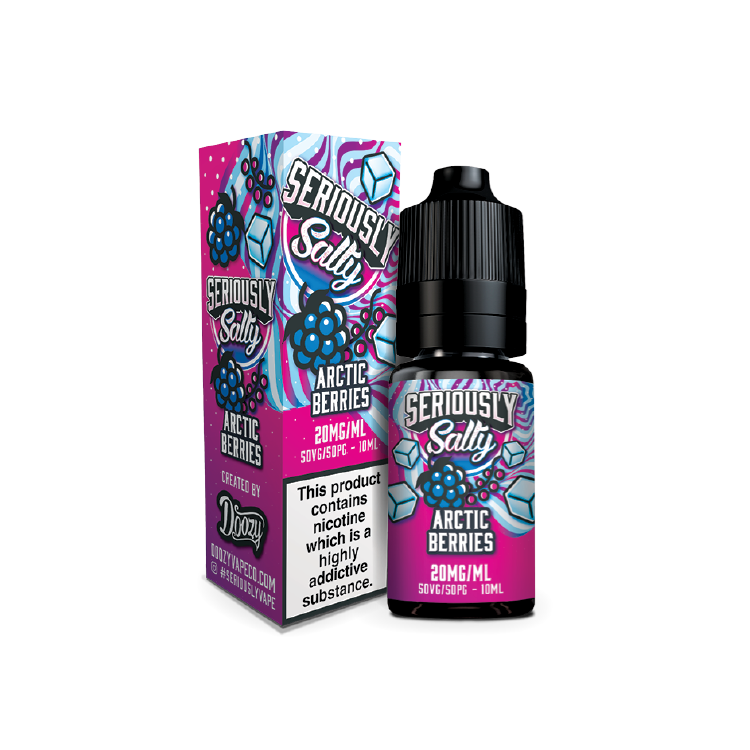 SERIOUSLY
Salty
ARCTIC
BERRIES
CREATED BY
Doozy
DOOZYVAPECO.COM
#SERIOUSLYVAPE
SERIOUSLY
Salty
ARCTIC
BERRIES
20MG/ML
50VG/50PG - 10ML
This product
contains
nicotine
which is a
highly
addictive
substance.
SERIOUSLY
Salty
ARCTIC
BERRIES
20MG/ML
50VG/50PG - 10ML